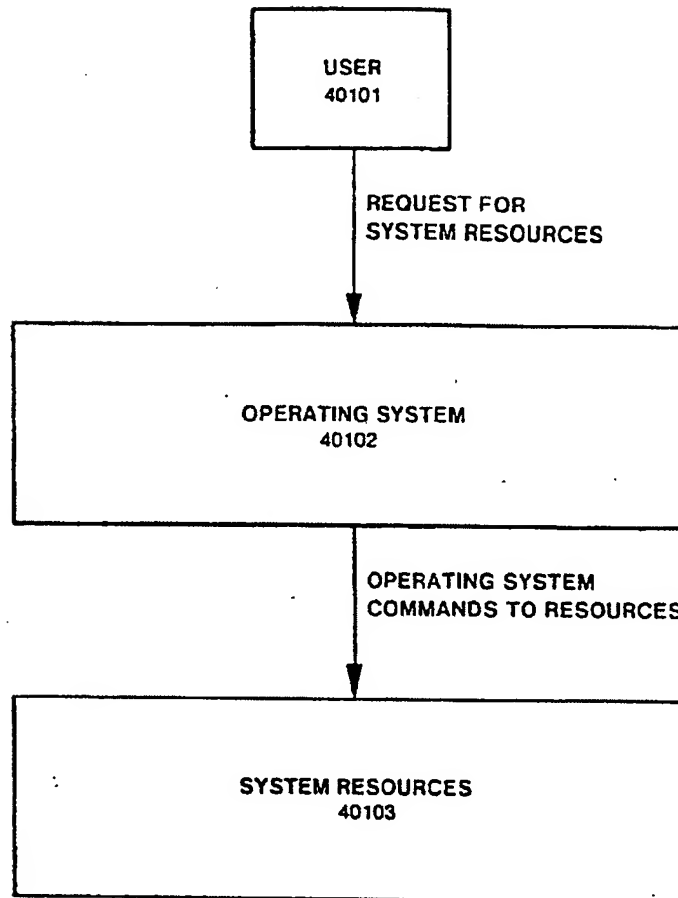 USER
40101
REQUEST FOR
SYSTEM RESOURCES
OPERATING SYSTEM
40102
OPERATING SYSTEM
COMMANDS TO RESOURCES
SYSTEM RESOURCES
40103